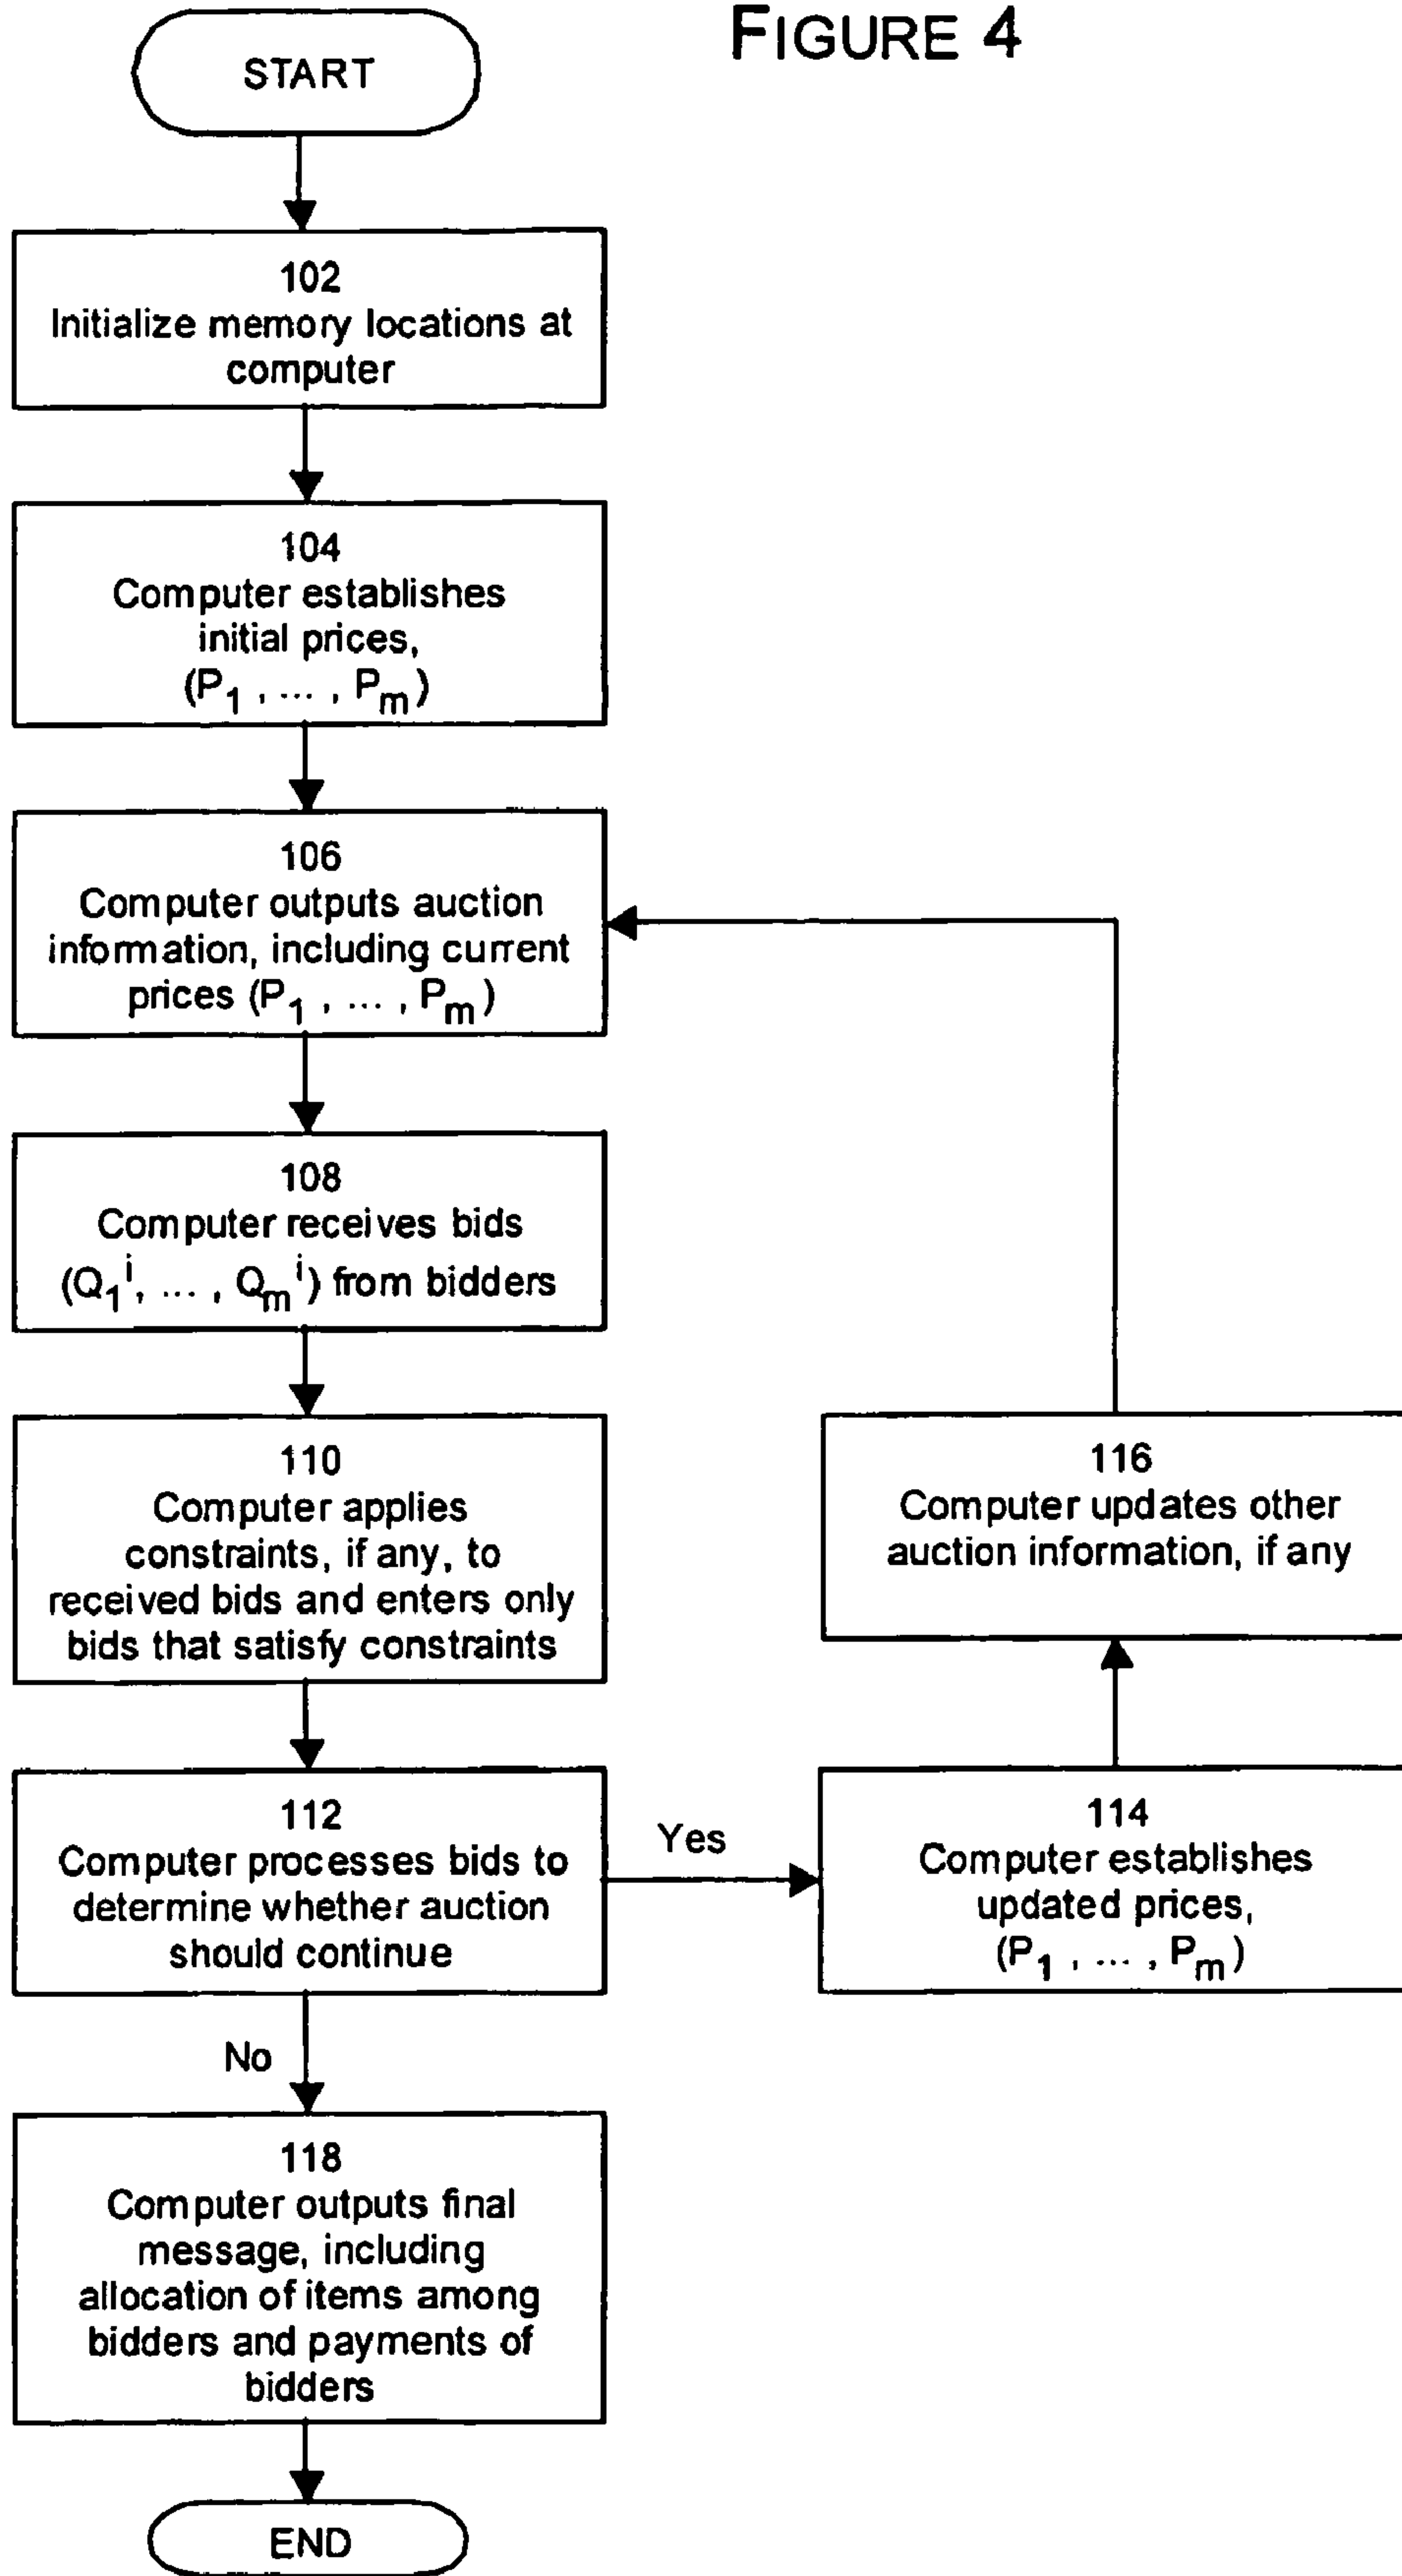 FIGURE 4
START
102
Initialize memory locations at
computer
104
Computer establishes
initial prices,
(P1 , ... , Pm)
106
Computer outputs auction
information, including current
prices (P1 , ... , Pm)
108
Computer receives bids
(Q1^i, ... , Qm^i) from bidders
110
Computer applies
constraints, if any, to
received bids and enters only
bids that satisfy constraints
112
Computer processes bids to
determine whether auction
should continue
Yes
114
Computer establishes
updated prices,
(P1 , ... , Pm)
116
Computer updates other
auction information, if any
No
118
Computer outputs final
message, including
allocation of items among
bidders and payments of
bidders
END